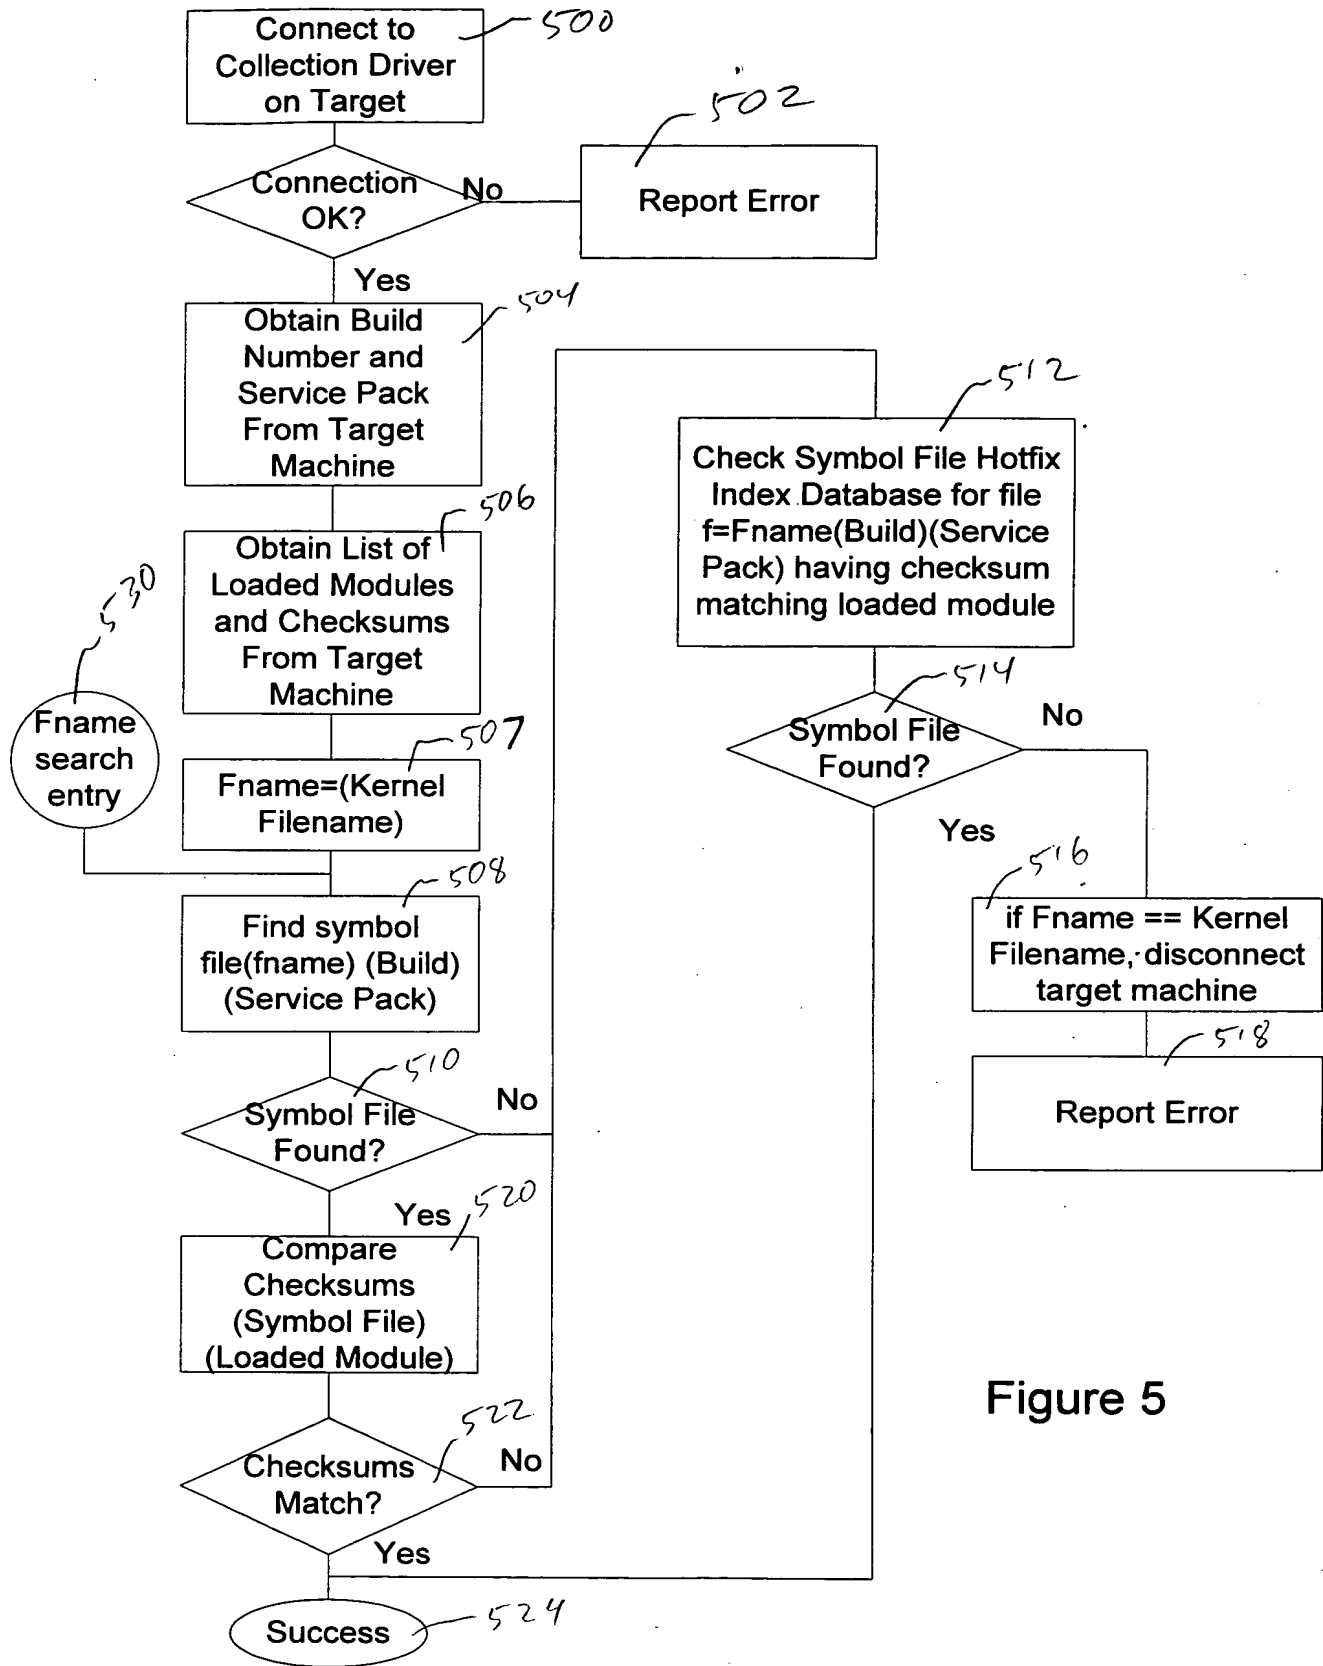 Connect to
Collection Driver
on Target
500
Connection
OK?
No
502
Report Error
Yes
504
Obtain Build
Number and
Service Pack
From Target
Machine
506
Obtain List of
Loaded Modules
and Checksums
From Target
Machine
530
Fname
search
entry
507
Fname=(Kernel
Filename)
508
Find symbol
file(fname) (Build)
(Service Pack)
510
Symbol File
Found?
No
Yes
520
Compare
Checksums
(Symbol File)
(Loaded Module)
522
Checksums
Match?
No
Yes
Success
524
512
Check Symbol File Hotfix
Index Database for file
f=Fname(Build)(Service
Pack) having checksum
matching loaded module
514
Symbol File
Found?
No
Yes
516
if Fname == Kernel
Filename, disconnect
target machine
518
Report Error
Figure 5